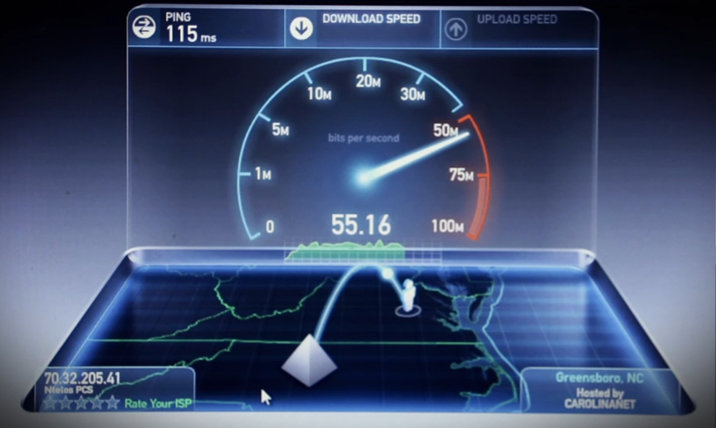 PING
115 ms
DOWNLOAD SPEED
UPLOAD SPEED
20M
10M
30M
5M
bits per second
50M
1M
75M
0
55.16
100M
70.32.205.41
Ntelos PCS
Rate Your ISP
Greensboro, NC
Hosted by
CAROLINANET